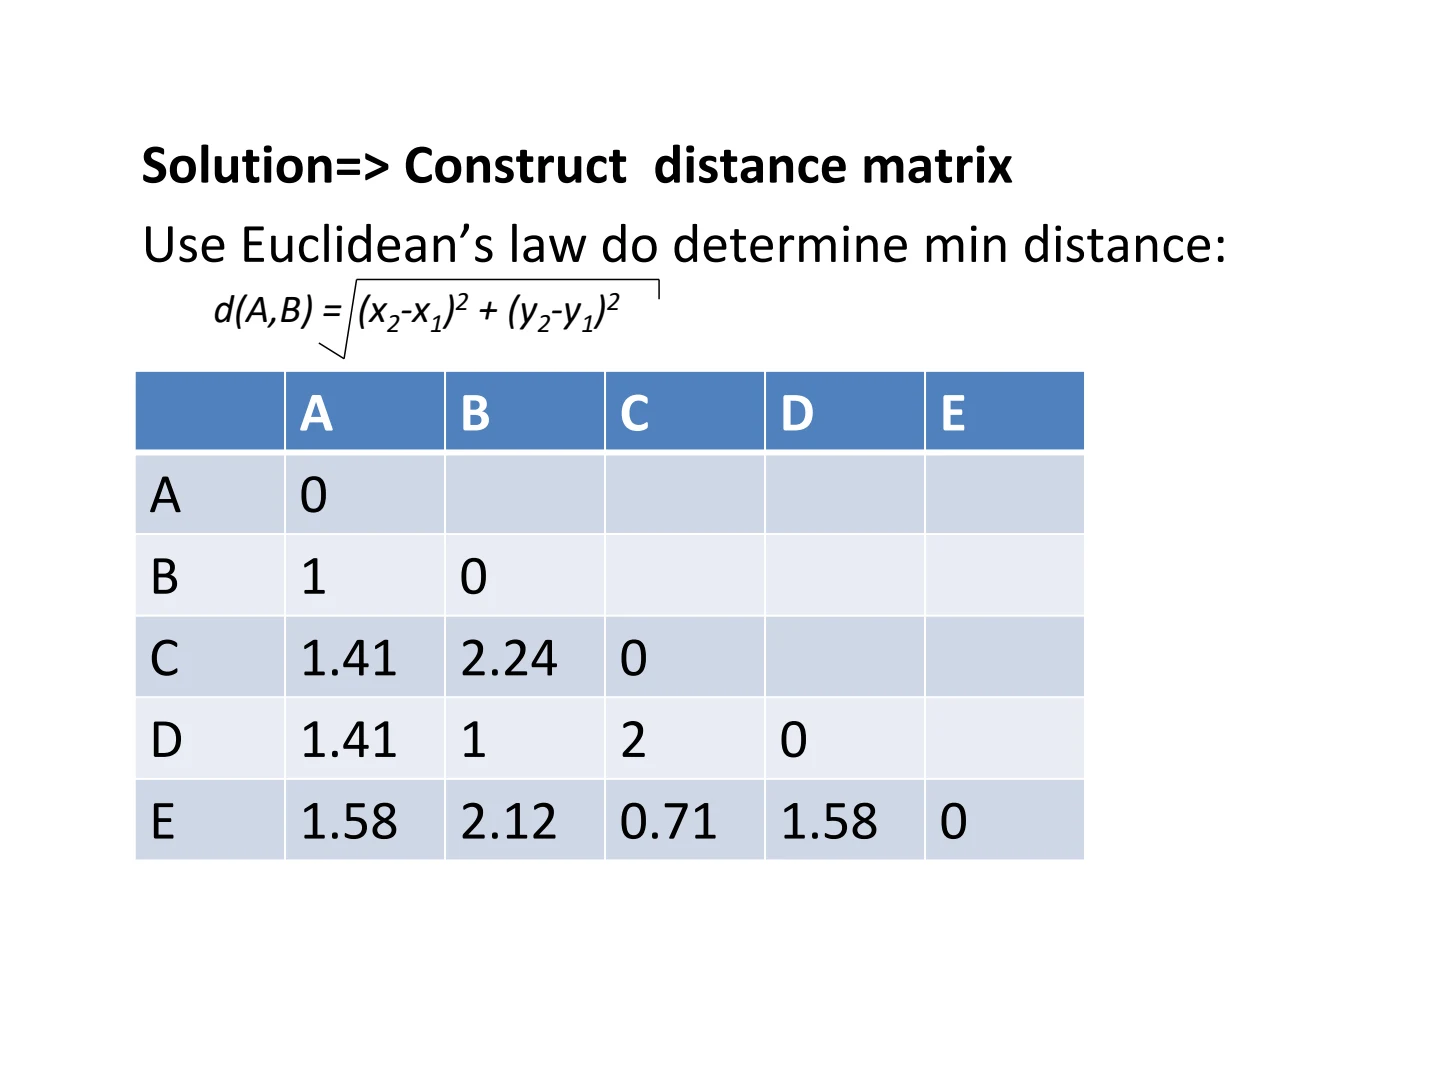 Solution=> Construct  distance matrix
Use Euclidean’s law do determine min distance:
d(A,B) = √(x₂-x₁)² + (y₂-y₁)²
A B C D E
A 0
B 1 0
C 1.41 2.24 0
D 1.41 1 2 0
E 1.58 2.12 0.71 1.58 0